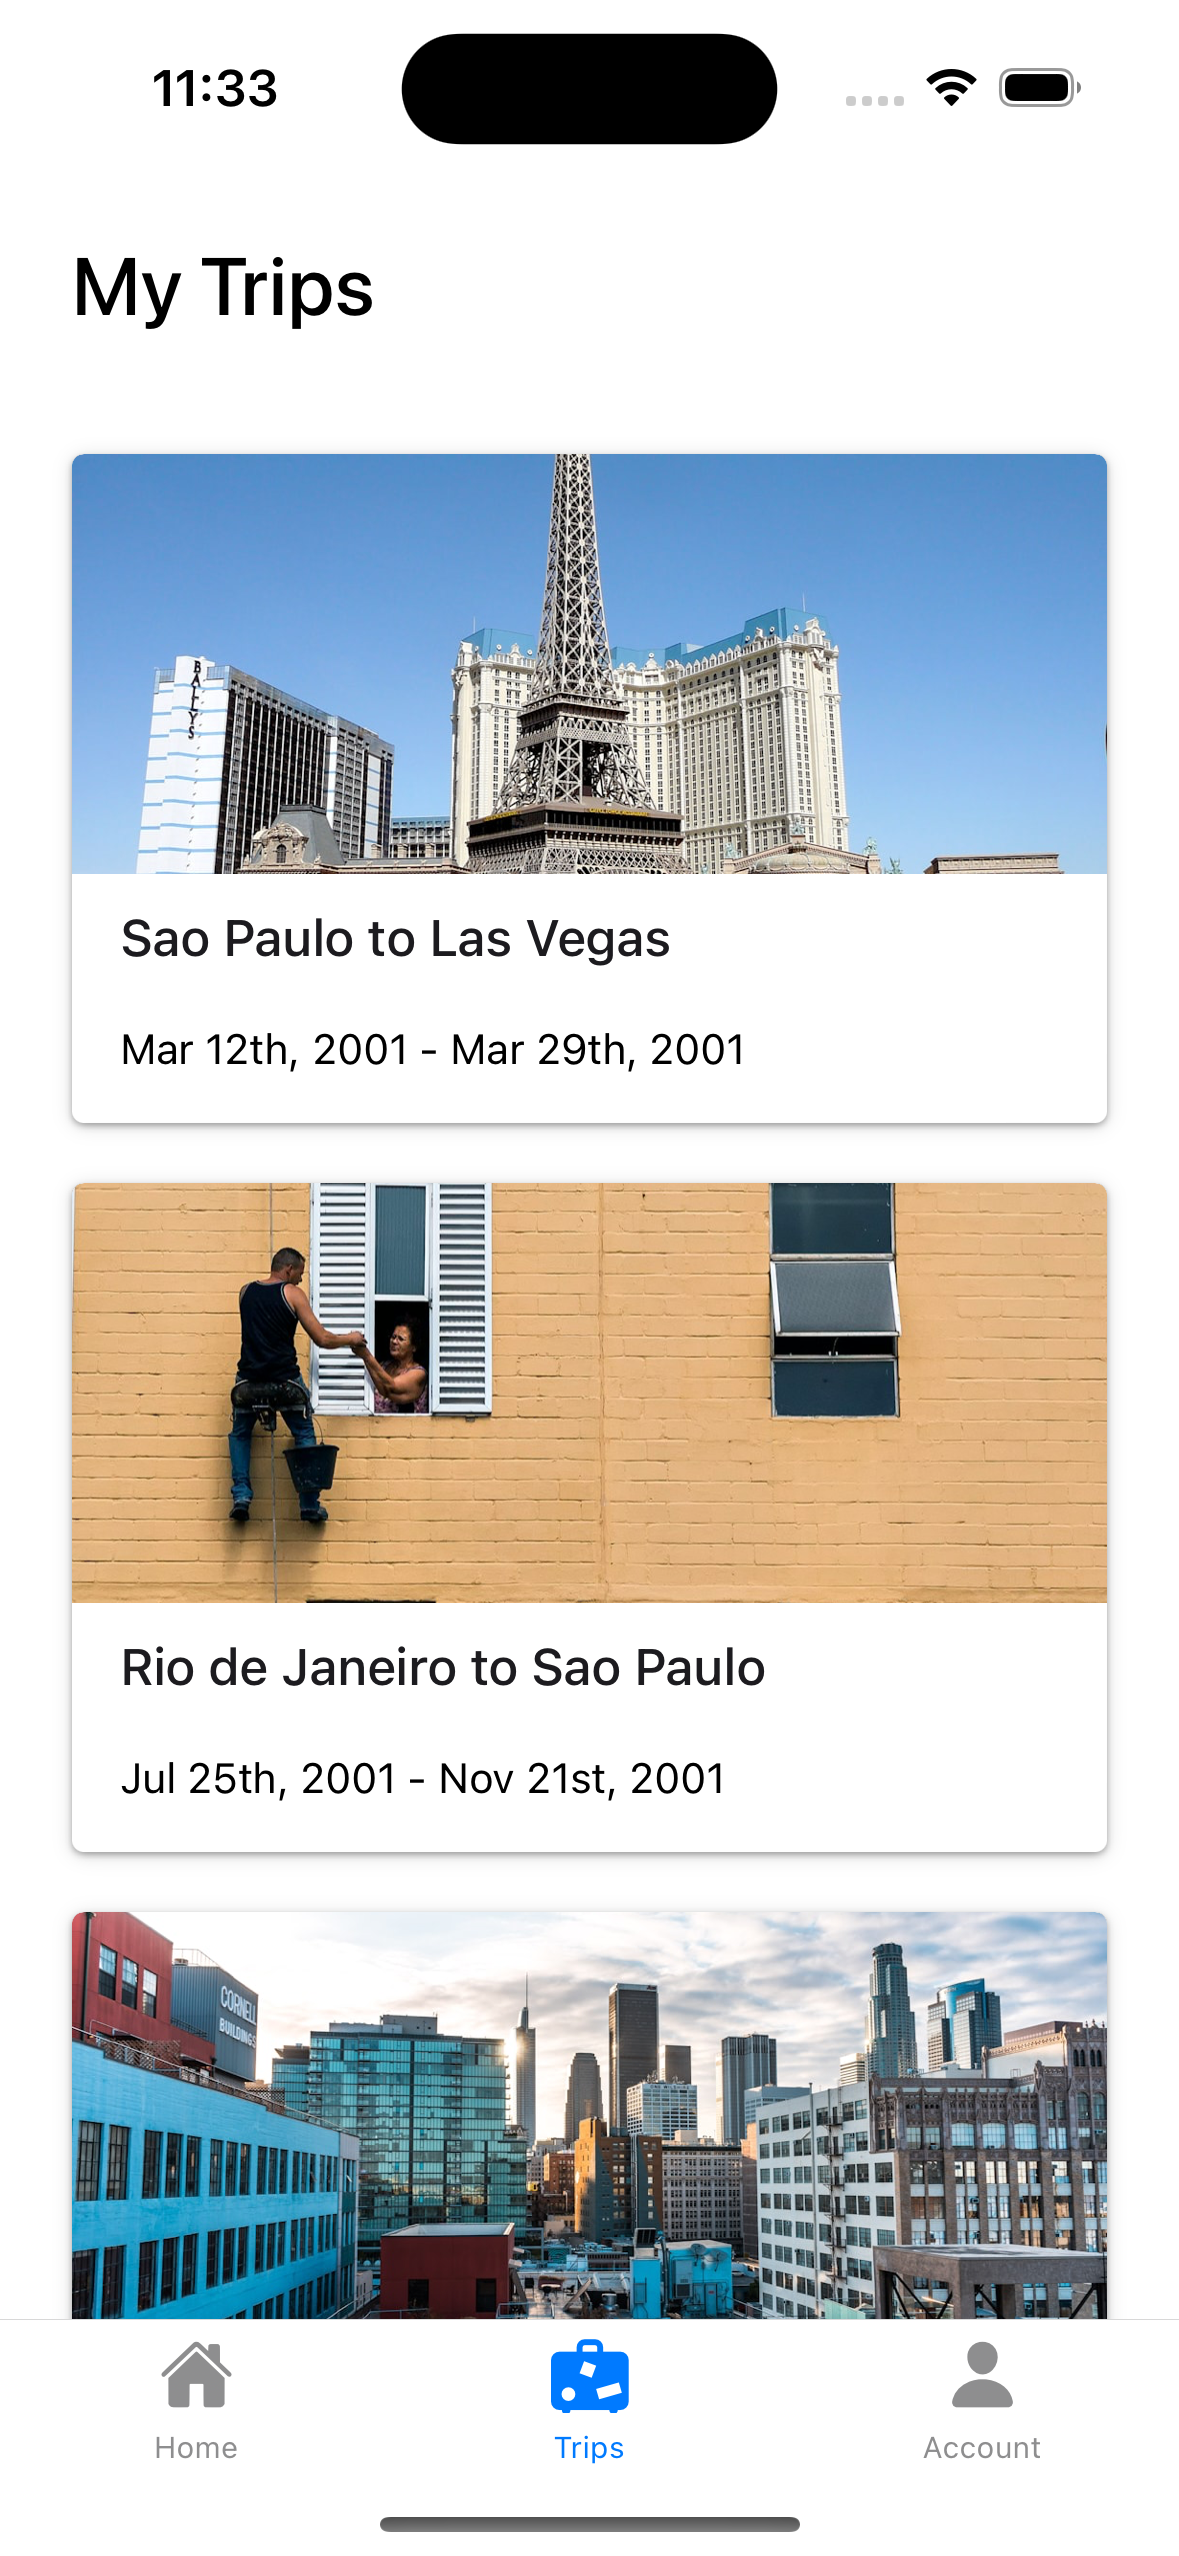 11:33
My Trips
BALLYS
Sao Paulo to Las Vegas
Mar 12th, 2001 - Mar 29th, 2001
Rio de Janeiro to Sao Paulo
Jul 25th, 2001 - Nov 21st, 2001
CORNELL
BUILDINGS
Home
Trips
Account